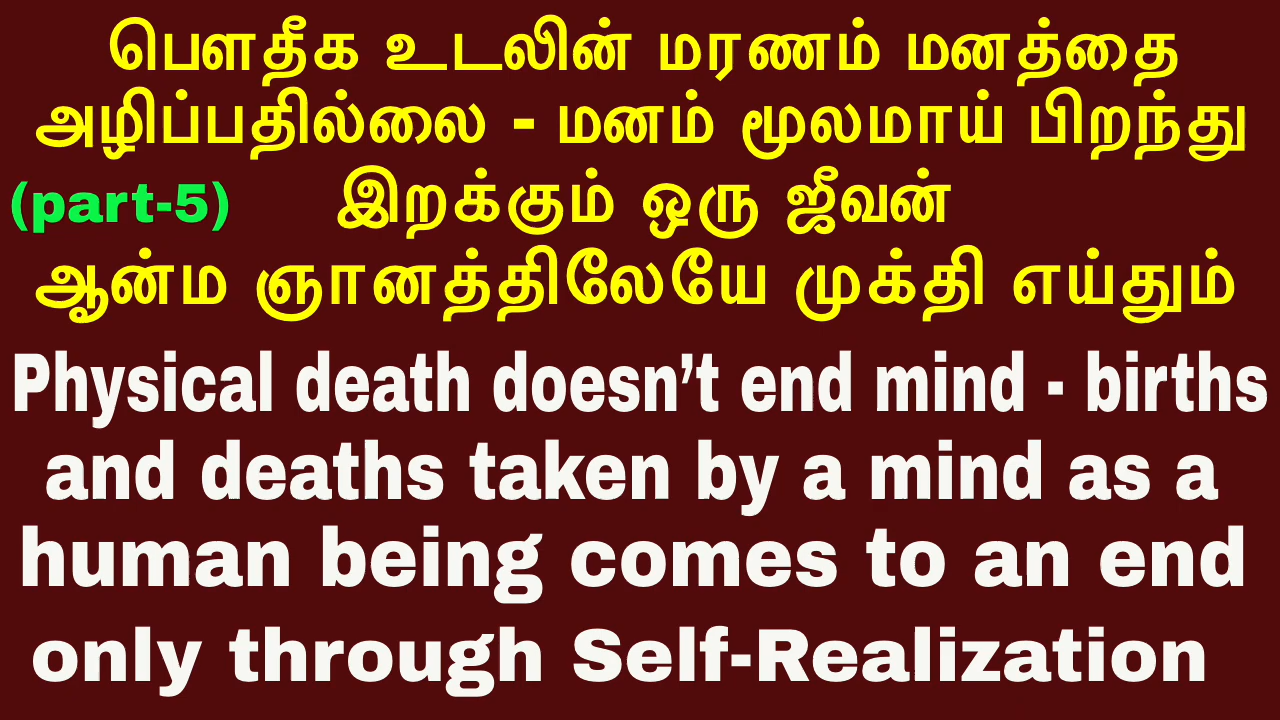 பௌதீக உடலின் மரணம் மனத்தை
அழிப்பதில்லை - மனம் மூலமாய் பிறந்து
(part-5) இறக்கும் ஒரு ஜீவன்
ஆன்ம ஞானத்திலேயே முக்தி எய்தும்
Physical death doesn’t end mind - births
and deaths taken by a mind as a
human being comes to an end
only through Self-Realization